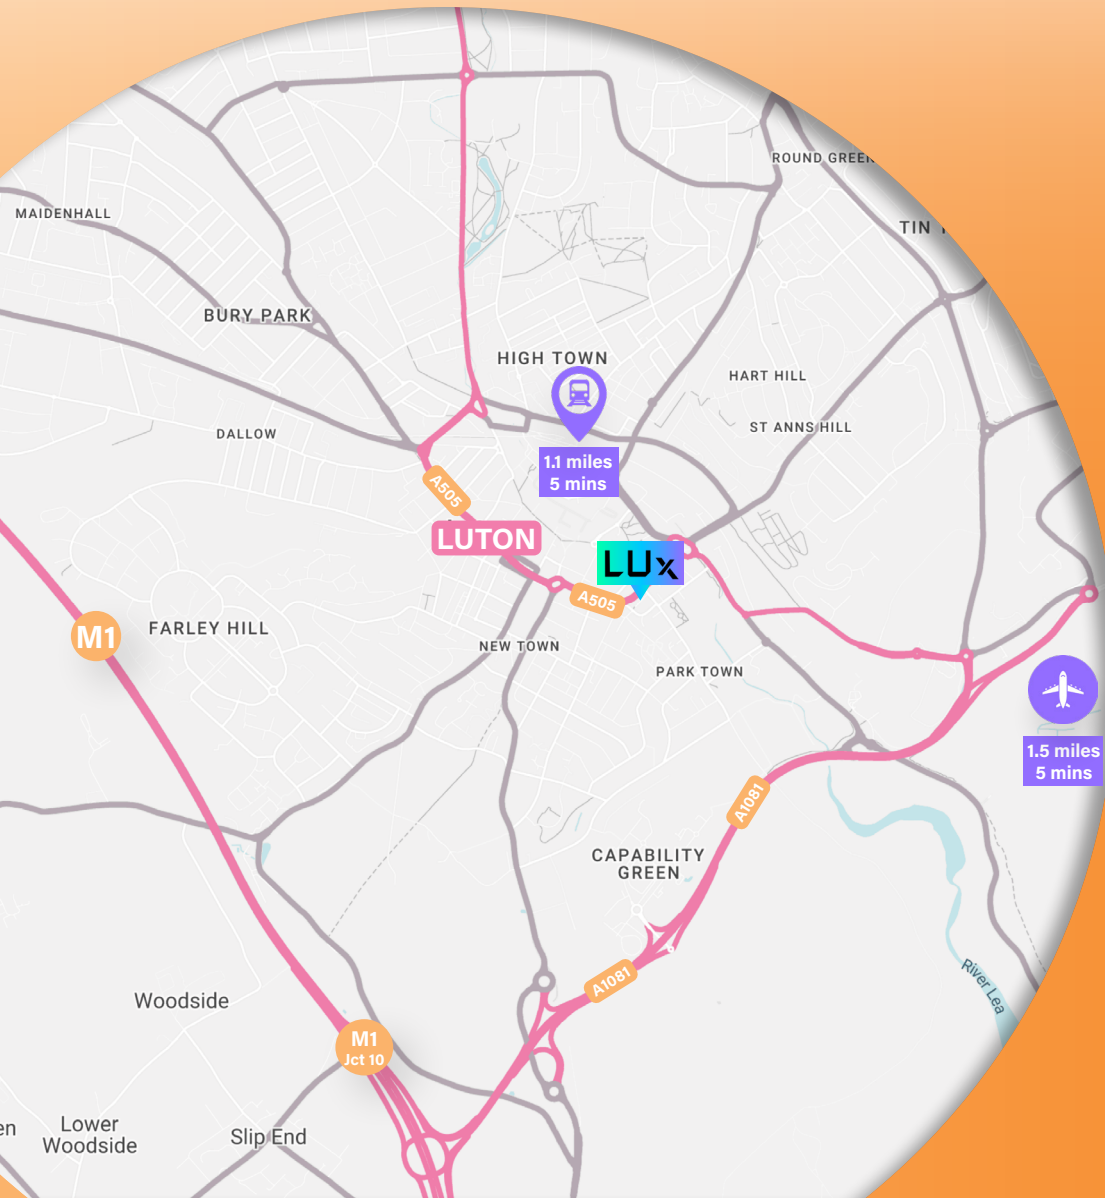 ROUND GREEN
MAIDENHALL
BURY PARK
HIGH TOWN
HART HILL
ST ANNS HILL
DALLOW
1.1 miles
5 mins
A505
LUTON
LUx
A505
M1
FARLEY HILL
NEW TOWN
PARK TOWN
1.5 miles
5 mins
A1081
CAPABILITY
GREEN
A1081
River Lea
Woodside
M1
Jct 10
Lower
Woodside
Slip End